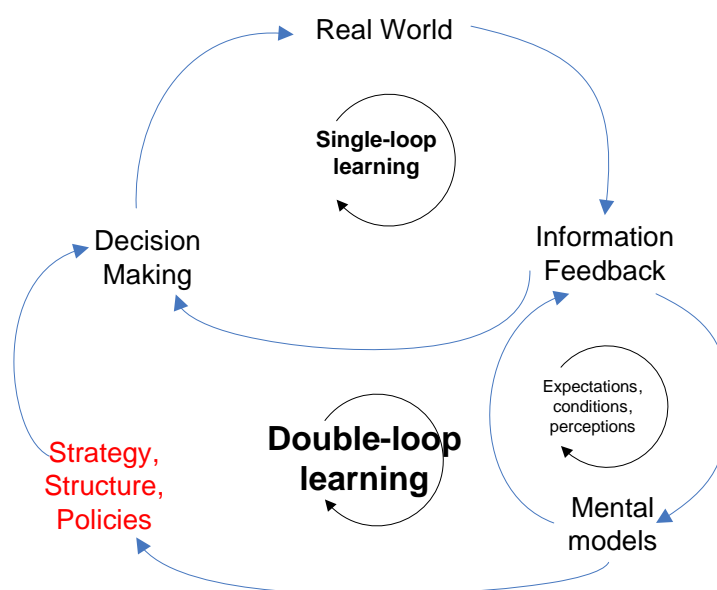 Real World
Single-loop
learning
Decision
Making
Information
Feedback
Expectations,
conditions,
perceptions
Double-loop
learning
Strategy,
Structure,
Policies
Mental
models